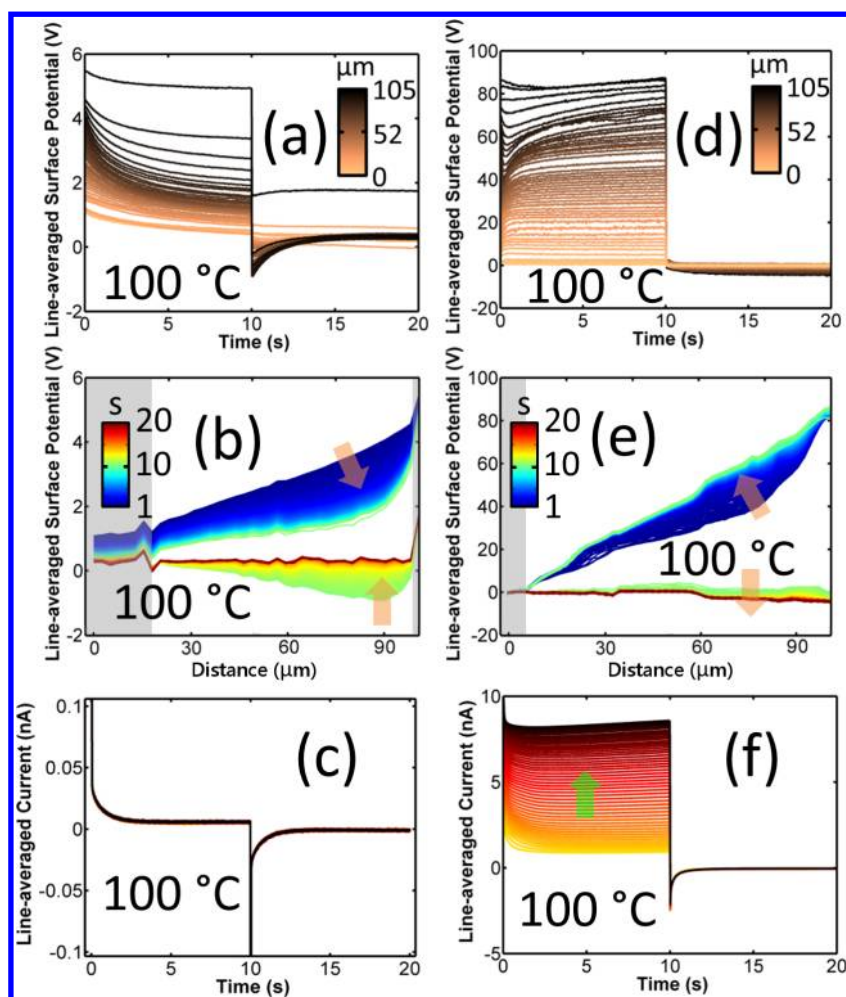 Line-averaged Surface Potential (V)
6
4
2
0
-2
0
5
10
15
20
Time (s)
µm
105
52
0
(a)
100 °C
Line-averaged Surface Potential (V)
100
80
60
40
20
0
-20
0
5
10
15
20
Time (s)
µm
105
52
0
(d)
100 °C
Line-averaged Surface Potential (V)
6
4
2
0
-2
0
30
60
90
Distance (µm)
s
20
10
1
(b)
100 °C
Line-averaged Surface Potential (V)
100
80
60
40
20
0
-20
0
30
60
90
Distance (µm)
s
20
10
1
(e)
100 °C
Line-averaged Current (nA)
0.1
0.05
0
-0.05
-0.1
0
5
10
15
20
Time (s)
(c)
100 °C
Line-averaged Current (nA)
10
5
0
-5
0
5
10
15
20
Time (s)
(f)
100 °C